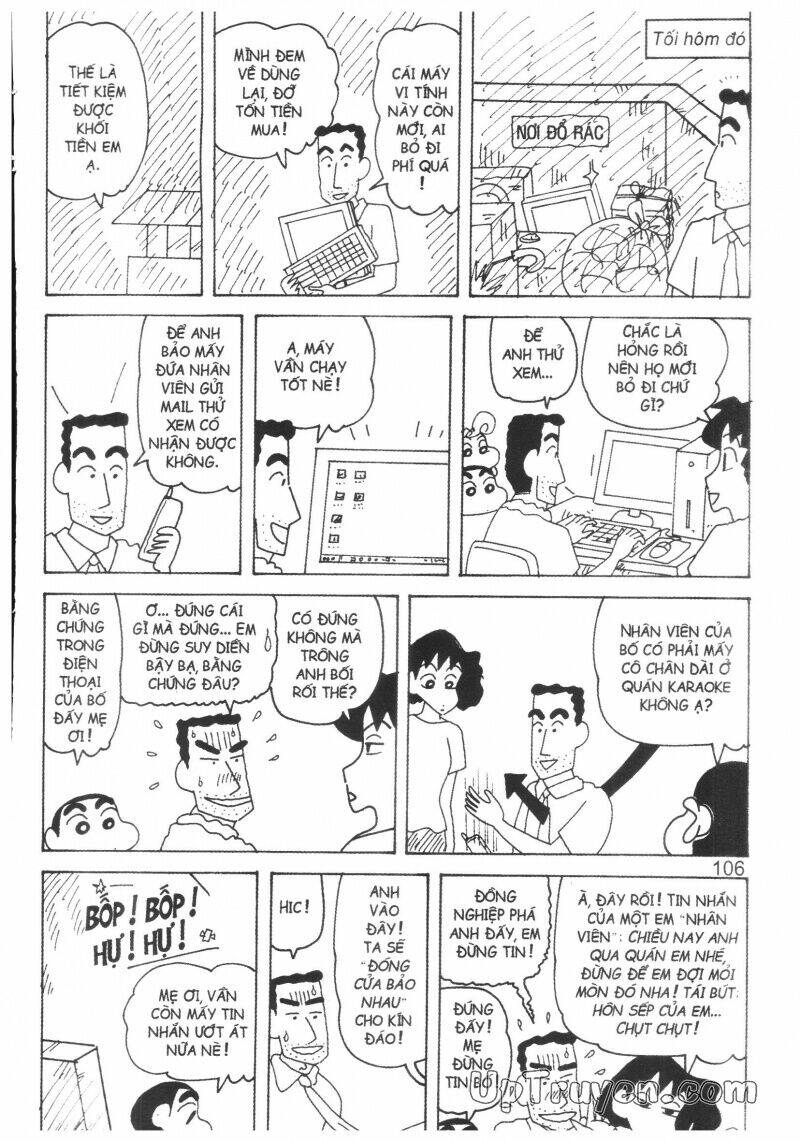 Tối hôm đó
NƠI ĐỔ RÁC
CÁI MÁY
VI TÍNH
NÀY CÒN
MỚI, AI
BỎ ĐI
PHÍ QUÁ
!
MÌNH ĐEM
VỀ DÙNG
LẠI, ĐỠ
TỐN TIỀN
MUA!
THẾ LÀ
TIẾT KIỆM
ĐƯỢC
KHỐI
TIỀN EM
Ạ.
CHẮC LÀ
HỎNG RỒI
NÊN HỌ MỚI
BỎ ĐI CHỨ
GÌ?
ĐỂ
ANH THỬ
XEM...
A, MÁY
VẪN CHẠY
TỐT NÈ!
ĐỂ ANH
BẢO MẤY
ĐỨA NHÂN
VIÊN GỬI
MAIL THỬ
XEM CÓ
NHẬN ĐƯỢC
KHÔNG.
NHÂN VIÊN CỦA
BỐ CÓ PHẢI MẤY
CÔ CHÂN DÀI Ở
QUÁN KARAOKE
KHÔNG Ạ?
CÓ ĐÚNG
KHÔNG MÀ
TRÔNG
ANH BỐI
RỐI THẾ?
Ơ... ĐÚNG CÁI
GÌ MÀ ĐÚNG... EM
ĐỪNG SUY DIỄN
BẬY BẠ, BẰNG
CHỨNG ĐÂU?
BẰNG
CHỨNG
TRONG
ĐIỆN
THOẠI
CỦA BỐ
ĐẤY MẸ
ƠI!
106
À, ĐÂY RỒI! TIN NHẮN
CỦA MỘT EM "NHÂN
VIÊN": CHIỀU NAY ANH
QUA QUÁN EM NHÉ,
ĐỪNG ĐỂ EM ĐỢI MỎI
MÒN ĐÓ NHA! TÁI BÚT:
HÔN SẾP CỦA EM...
CHỤT CHỤT!
ĐỒNG
NGHIỆP PHÁ
ANH ĐẤY, EM
ĐỪNG TIN!
ĐÚNG
ĐẤY!
MẸ
ĐỪNG
TIN BỐ
ANH
VÀO
ĐÂY!
TA SẼ
"ĐÓNG
CỬA BẢO
NHAU"
CHO KÍN
ĐÁO!
HIC!
BỐP! BỐP!
HỰ! HỰ!
MẸ ƠI, VẪN
CÒN MẤY TIN
NHẮN ƯỚT ÁT
NỮA NÈ!
UpTruyen.com